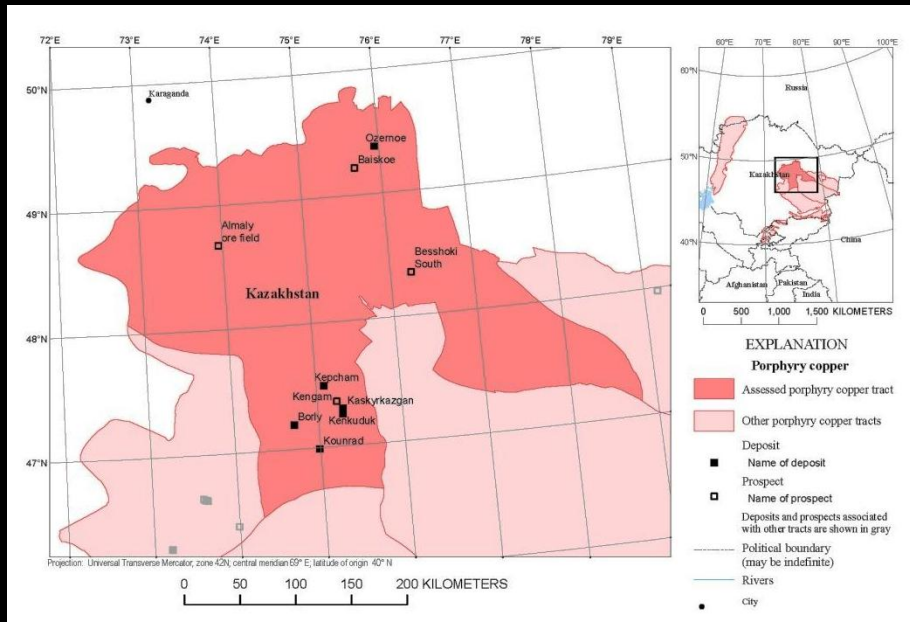 72°E 73°E 74°E 75°E 76°E 77°E 78°E 79°E
50°N
49°N
48°N
47°N
Karaganda
Ozernoe
Baiskoe
Almaly
ore field
Besshoki
South
Kazakhstan
Kepcham
Kengam
Kaskyrkazgan
Borly
Kenkuduk
Kounrad
Projection: Universal Transverse Mercator, zone 42N, central meridian 69° E; latitude of origin 40° N
0 50 100 150 200 KILOMETERS
60°E 70°E 80°E 90°E 100°E
60°N
50°N
40°N
Russia
Kazakhstan
China
Afghanistan
Pakistan
India
0 500 1,000 1,500 KILOMETERS
EXPLANATION
Porphyry copper
Assessed porphyry copper tract
Other porphyry copper tracts
Deposit
Name of deposit
Prospect
Name of prospect
Deposits and prospects associated
with other tracts are shown in gray
Political boundary
(may be indefinite)
Rivers
City